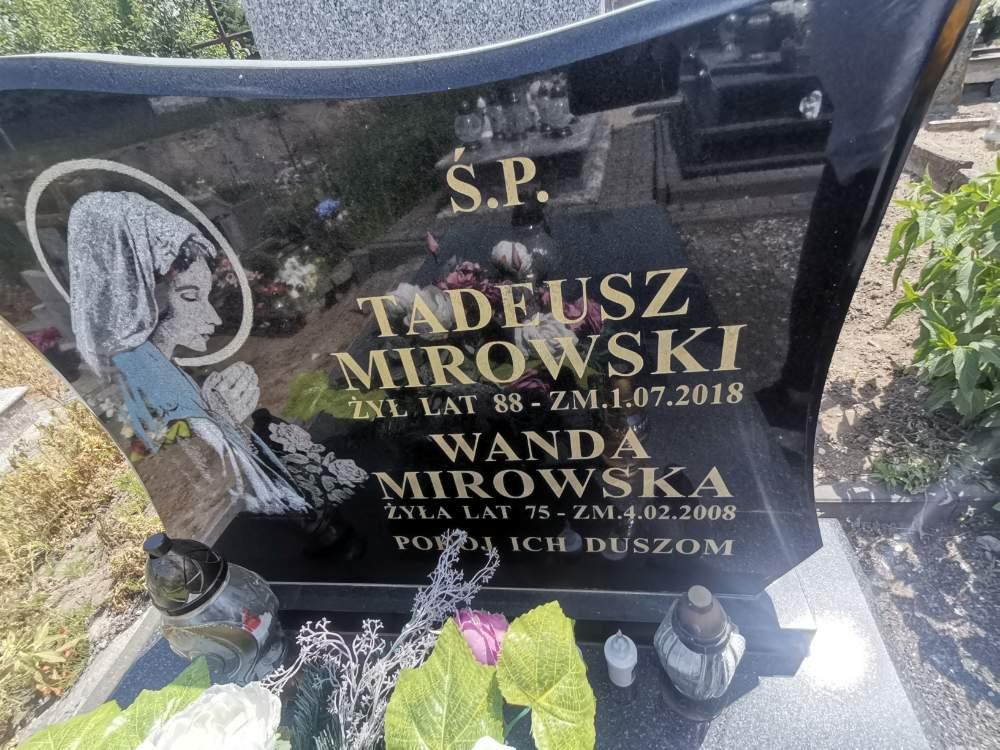 Ś.P.
TADEUSZ
MIROWSKI
ŻYŁ LAT 88 - ZM.1.07.2018
WANDA
MIROWSKA
ŻYŁA LAT 75 - ZM.4.02.2008
POKÓJ ICH DUSZOM